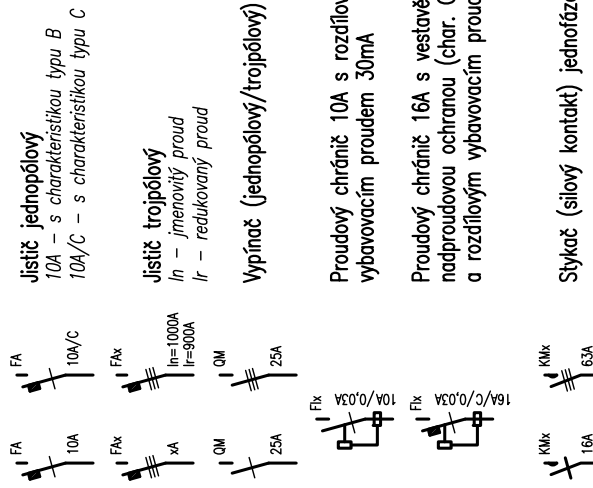 Jistič jednopólový
10A – s charakteristikou typu B
10A/C – s charakteristikou typu C
FA
10A
FA
10A/C
Jistič trojpólový
In – jmenovitý proud
Ir – redukovaný proud
FAx
xA
FAx
In=1000A
Ir=900A
Vypínač (jednopólový/trojpólový)
QM
25A
QM
25A
Proudový chránič 10A s rozdílov
vybavovacím proudem 30mA
FIx
10A/0,03A
Proudový chránič 16A s vestavě
nadproudovou ochranou (char.
a rozdílovým vybavovacím proud
FIx
16A/C/0,03A
Stykač (silový kontakt) jednofázo
KMx
16A
KMx
63A